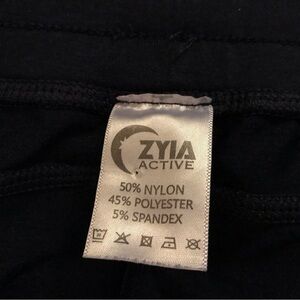 ZYIA
ACTIVE
50% NYLON
45% POLYESTER
5% SPANDEX